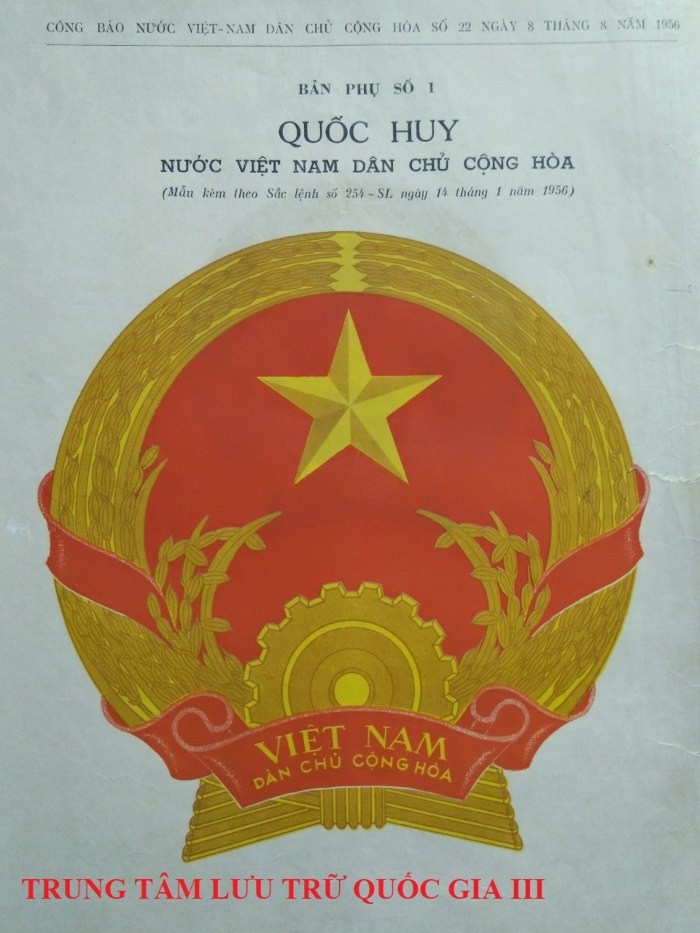 CÔNG BÁO NƯỚC VIỆT-NAM DÂN CHỦ CỘNG HÒA SỐ 22 NGÀY 8 THÁNG 8 NĂM 1956
BẢN PHỤ SỐ 1
QUỐC HUY
NƯỚC VIỆT NAM DÂN CHỦ CỘNG HÒA
(Mẫu kèm theo Sắc lệnh số 254-SL ngày 14 tháng 1 năm 1956)
VIỆT NAM
DÂN CHỦ CỘNG HÒA
TRUNG TÂM LƯU TRỮ QUỐC GIA III